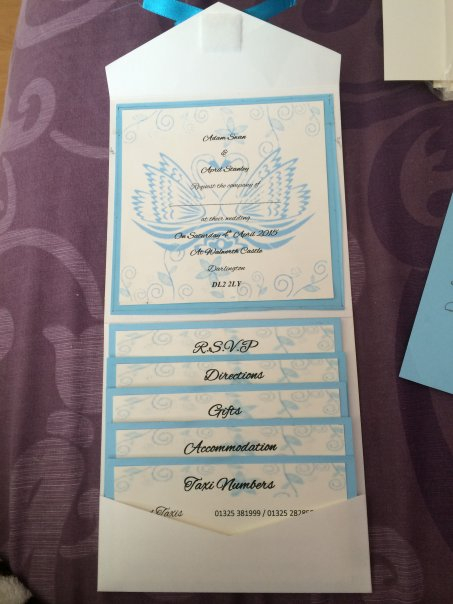 Adam Swan
&
April Stanley
Request the company of
at their wedding
On Saturday 4th April 2015
At Walworth Castle
Darlington
DL2 2LY
R.S.V.P
Directions
Gifts
Accommodation
Taxi Numbers
Taxis 01325 381999 / 01325 282